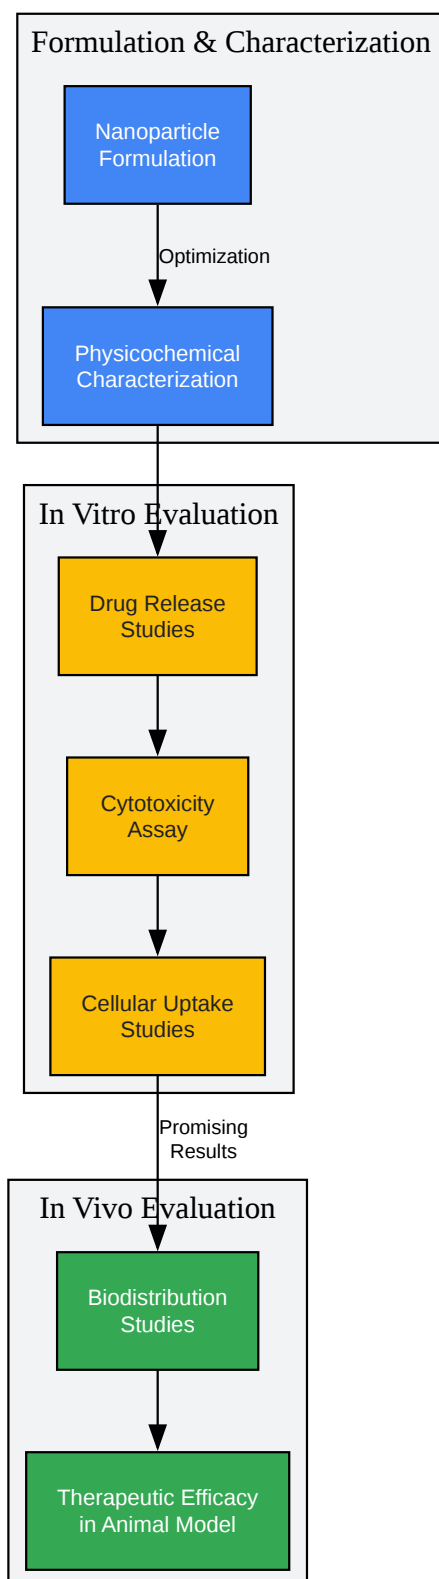 Formulation & Characterization
Nanoparticle
Formulation
Optimization
Physicochemical
Characterization
In Vitro Evaluation
Drug Release
Studies
Cytotoxicity
Assay
Cellular Uptake
Studies
Promising
Results
In Vivo Evaluation
Biodistribution
Studies
Therapeutic Efficacy
in Animal Model